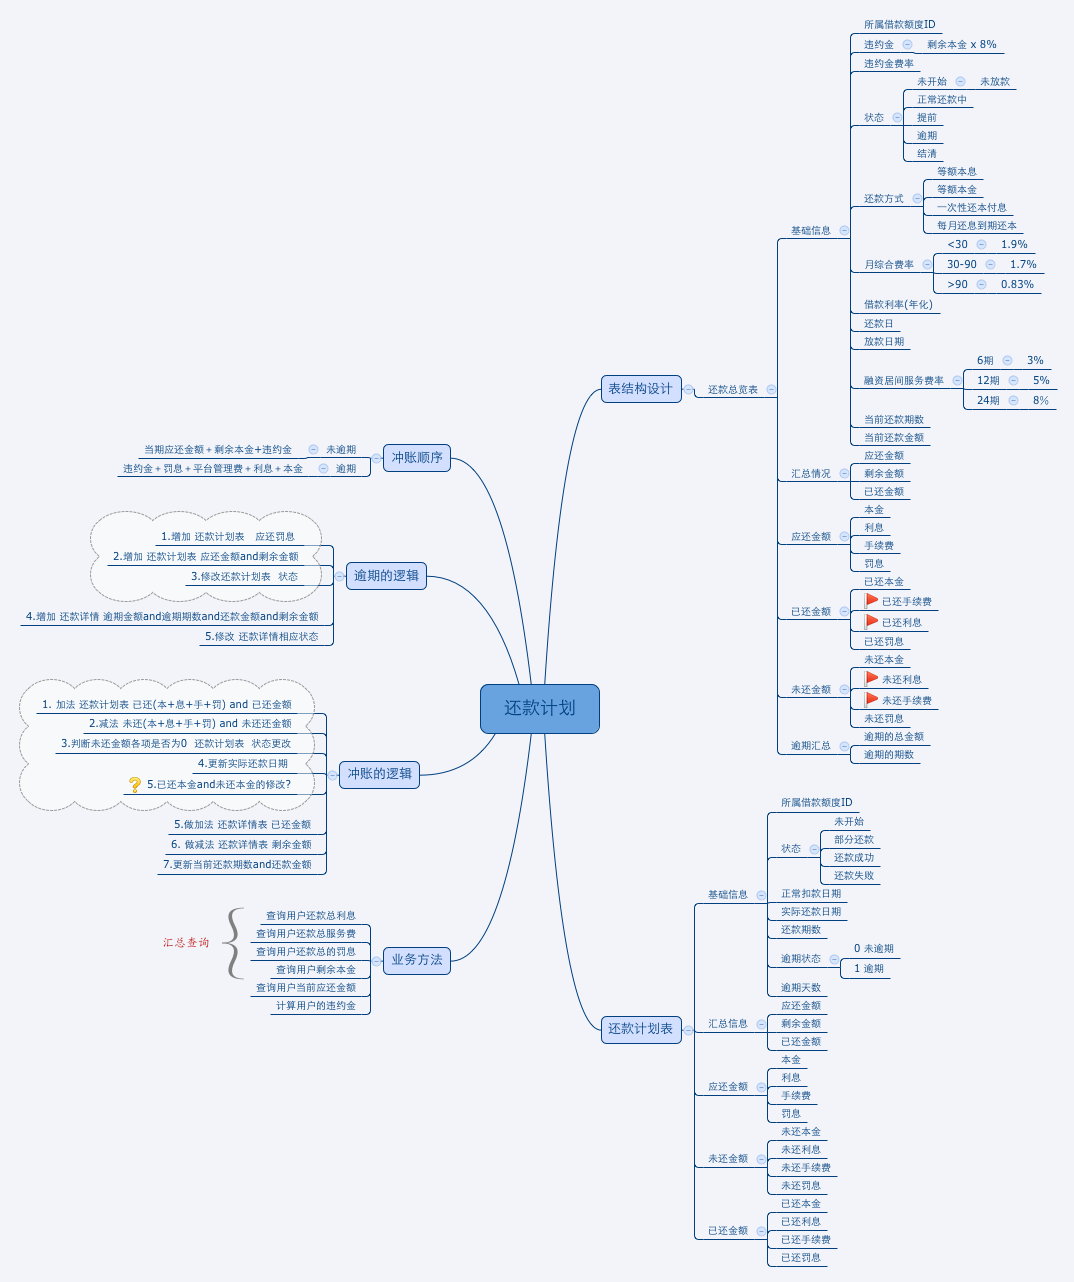 还款计划
表结构设计
还款总览表
基础信息
所属借款额度ID
违约金
剩余本金 x 8%
违约金费率
状态
未开始
未放款
正常还款中
提前
逾期
结清
还款方式
等额本息
等额本金
一次性还本付息
每月还息到期还本
月综合费率
<30
1.9%
30-90
1.7%
>90
0.83%
借款利率(年化)
还款日
放款日期
融资居间服务费率
6期
3%
12期
5%
24期
8%
当前还款期数
当前还款金额
汇总情况
应还金额
剩余金额
已还金额
应还金额
本金
利息
手续费
罚息
已还金额
已还本金
已还手续费
已还利息
已还罚息
未还金额
未还本金
未还利息
未还手续费
未还罚息
逾期汇总
逾期的总金额
逾期的期数
还款计划表
基础信息
所属借款额度ID
状态
未开始
部分还款
还款成功
还款失败
正常扣款日期
实际还款日期
还款期数
逾期状态
0 未逾期
1 逾期
逾期天数
汇总信息
应还金额
剩余金额
已还金额
应还金额
本金
利息
手续费
罚息
未还金额
未还本金
未还利息
未还手续费
未还罚息
已还金额
已还本金
已还利息
已还手续费
已还罚息
冲账顺序
未逾期
当期应还金额＋剩余本金+违约金
逾期
违约金＋罚息＋平台管理费＋利息＋本金
逾期的逻辑
1.增加 还款计划表 应还罚息
2.增加 还款计划表 应还金额and剩余金额
3.修改还款计划表 状态
4.增加 还款详情 逾期金额and逾期期数and还款金额and剩余金额
5.修改 还款详情相应状态
冲账的逻辑
1. 加法 还款计划表 已还(本+息+手+罚) and 已还金额
2.减法 未还(本+息+手+罚) and 未还还金额
3.判断未还金额各项是否为0 还款计划表 状态更改
4.更新实际还款日期
5.已还本金and未还本金的修改?
5.做加法 还款详情表 已还金额
6. 做减法 还款详情表 剩余金额
7.更新当前还款期数and还款金额
业务方法
汇总查询
查询用户还款总利息
查询用户还款总服务费
查询用户还款总的罚息
查询用户剩余本金
查询用户当前应还金额
计算用户的违约金